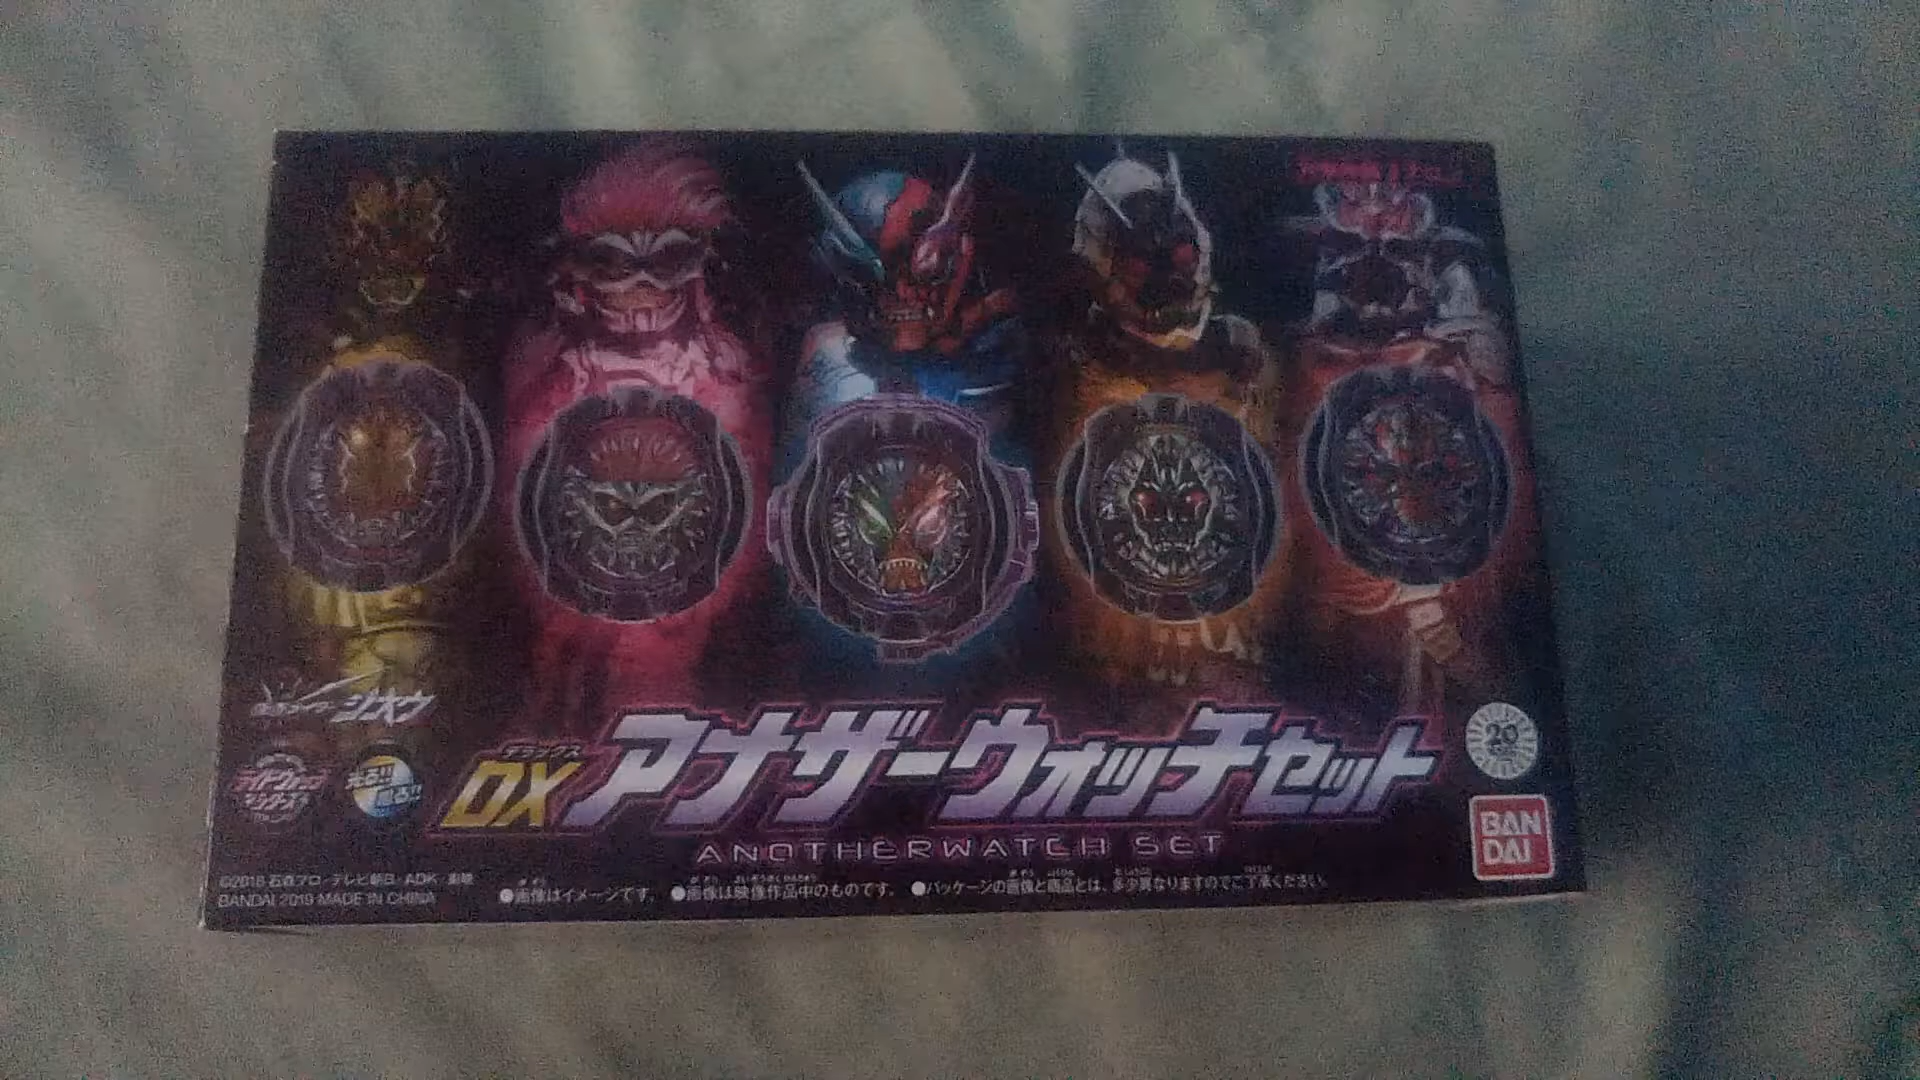 仮面ライダー ジオウ
デラックス
DXアナザーウォッチセット
ANOTHERWATCH SET
20
BAN
DAI
©2018 石森プロ・テレビ朝日・ADK・東映
BANDAI 2019 MADE IN CHINA
●画像はイメージです。 ●画像は映像作品中のものです。 ●パッケージの画像と商品とは、多少異なりますのでご了承ください。